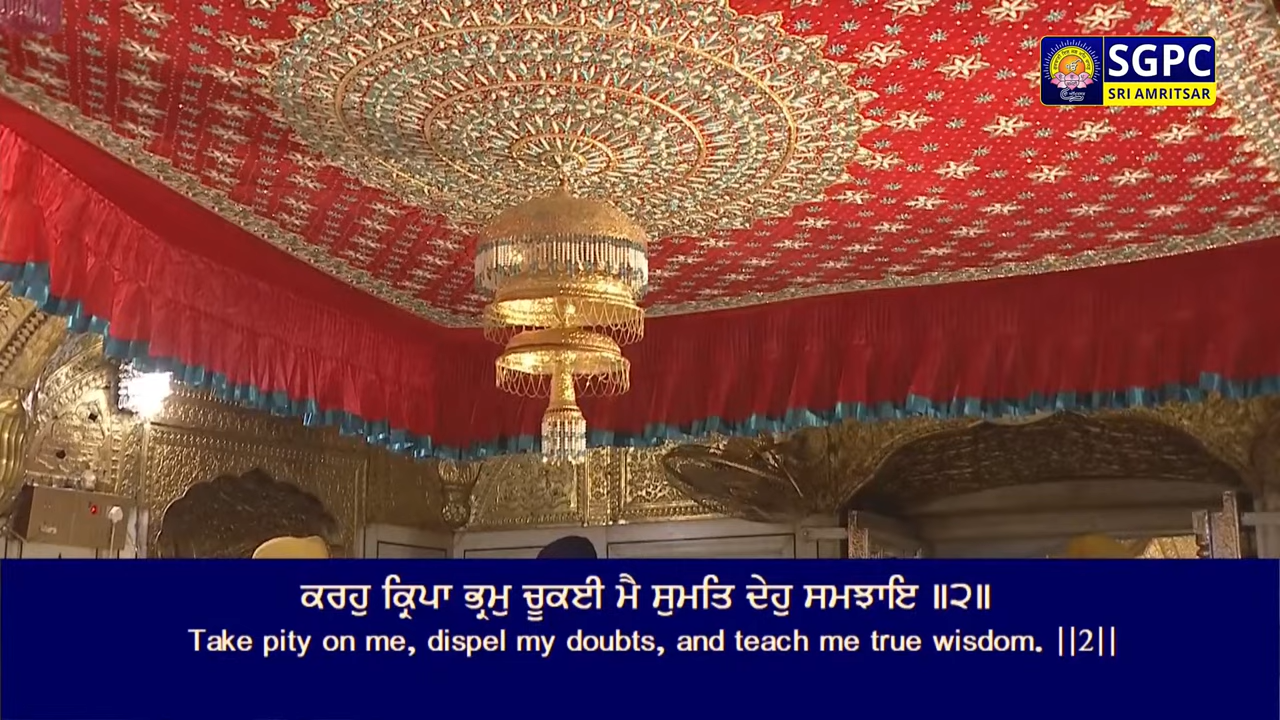 SGPC
SRI AMRITSAR
ਕਰਹੁ ਕ੍ਰਿਪਾ ਭ੍ਰਮੁ ਚੂਕਈ ਮੈ ਸੁਮਤਿ ਦੇਹੁ ਸਮਝਾਇ ॥੨॥
Take pity on me, dispel my doubts, and teach me true wisdom. ||2||